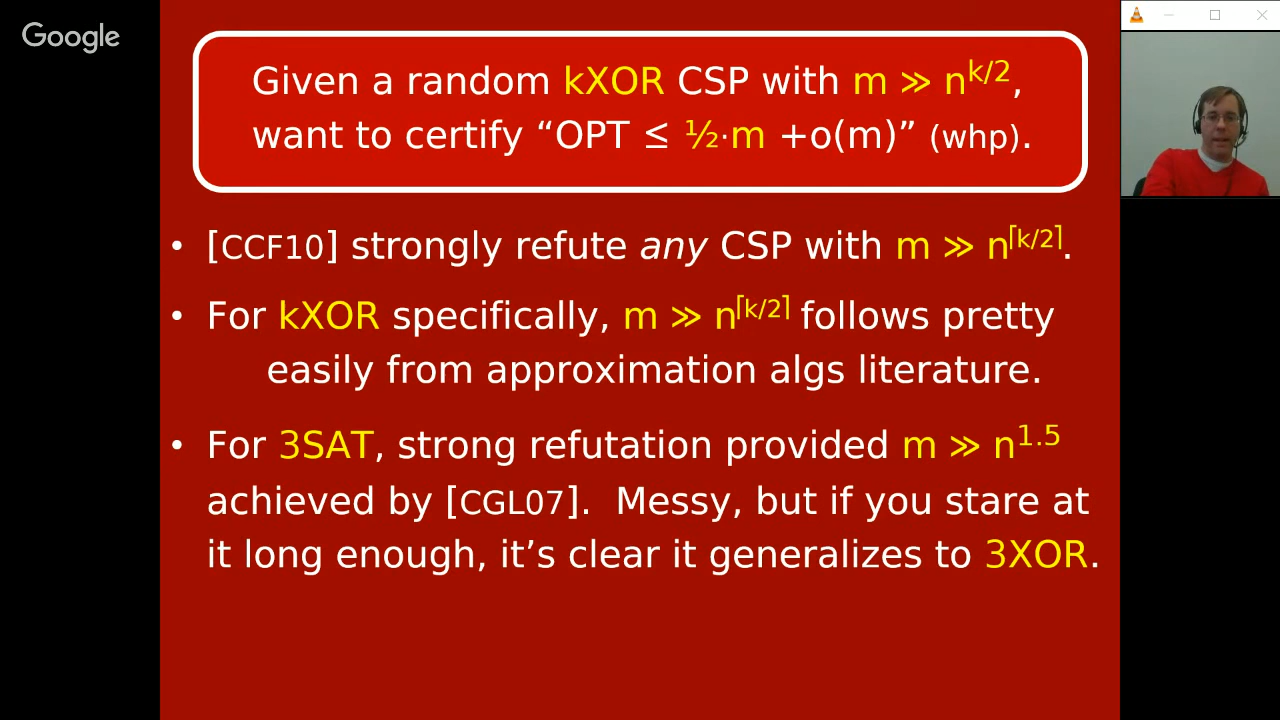 Google
Given a random kXOR CSP with m ≫ n^{k/2},
want to certify “OPT ≤ ½·m +o(m)” (whp).
• [CCF10] strongly refute any CSP with m ≫ n^{⌈k/2⌉}.
• For kXOR specifically, m ≫ n^{⌈k/2⌉} follows pretty
easily from approximation algs literature.
• For 3SAT, strong refutation provided m ≫ n^{1.5}
achieved by [CGL07]. Messy, but if you stare at
it long enough, it’s clear it generalizes to 3XOR.